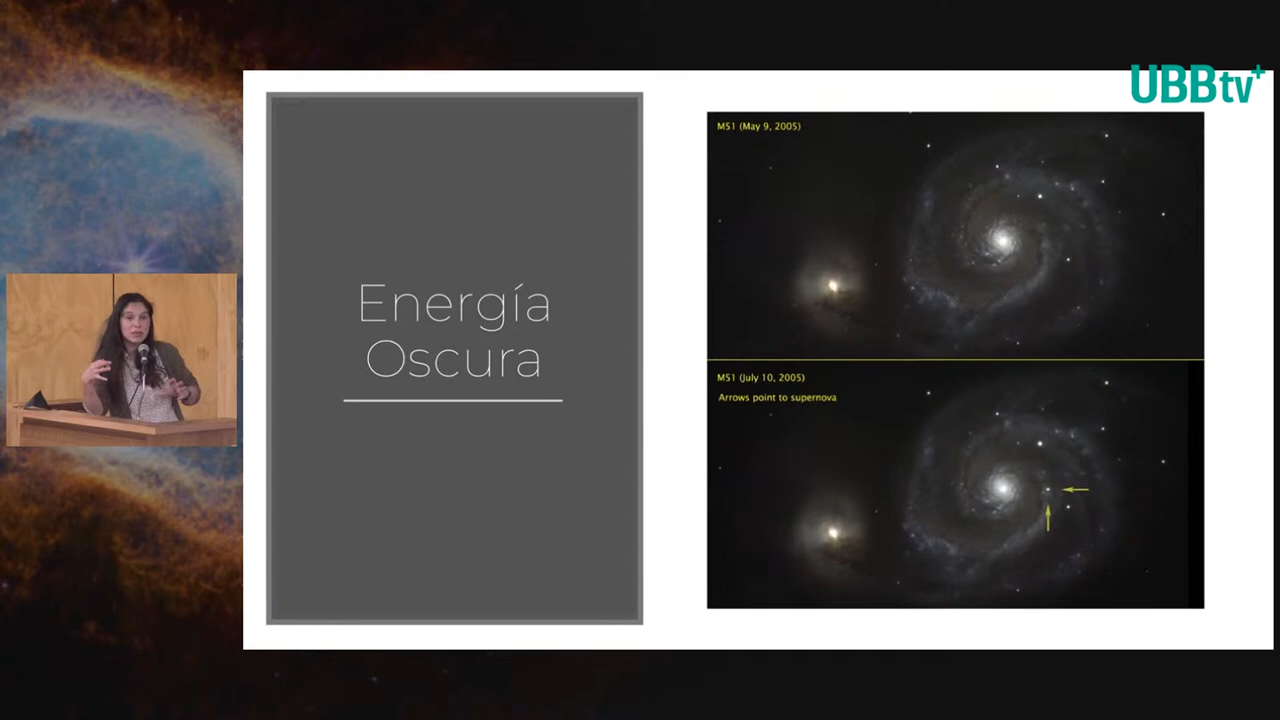 UBBtv+
Energía
Oscura
M51 (May 9, 2005)
M51 (July 10, 2005)
Arrows point to supernova